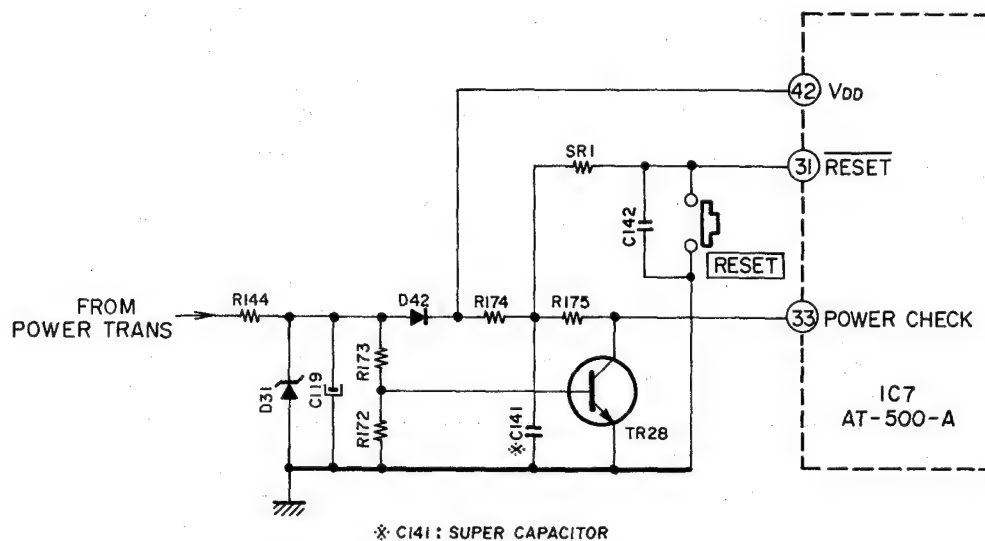 42 VDD
SR1
31 RESET
C142
RESET
FROM
POWER TRANS
R144
D42
R174
R175
33 POWER CHECK
D31
C119
R173
R172
※C141
TR28
IC7
AT-500-A
※ C141 : SUPER CAPACITOR